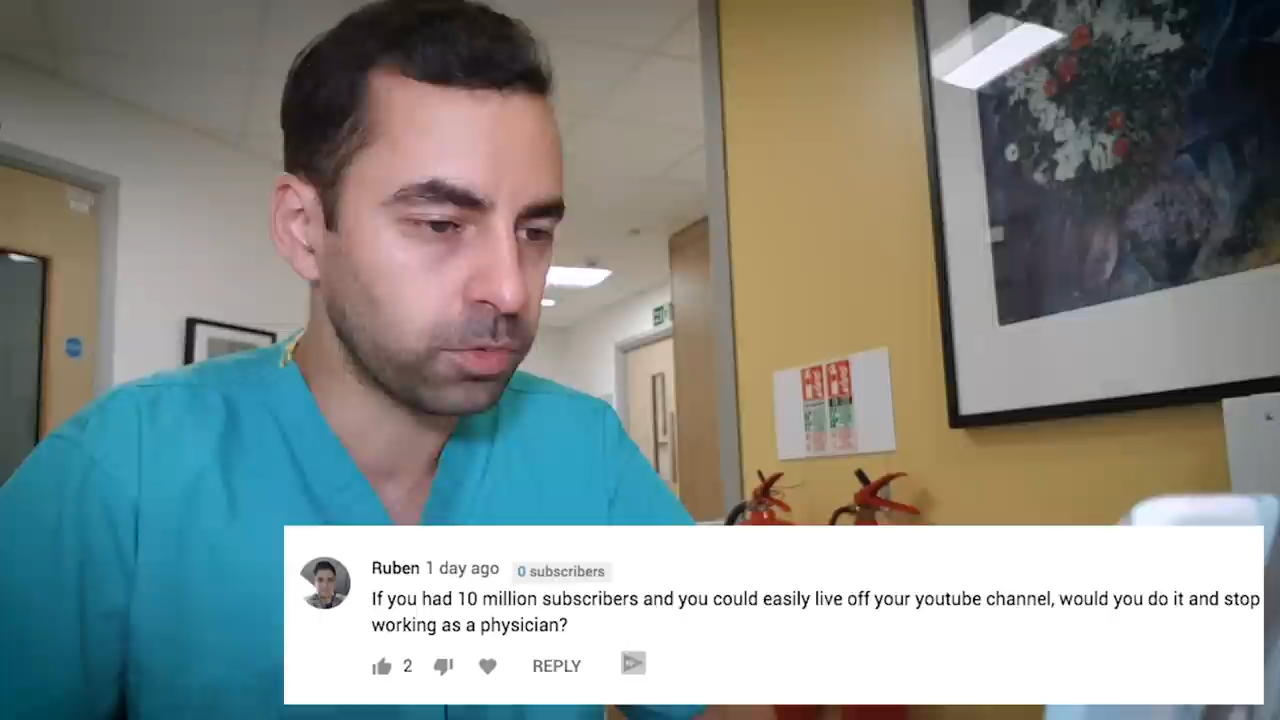 Ruben 1 day ago 0 subscribers
If you had 10 million subscribers and you could easily live off your youtube channel, would you do it and stop
working as a physician?
2 REPLY